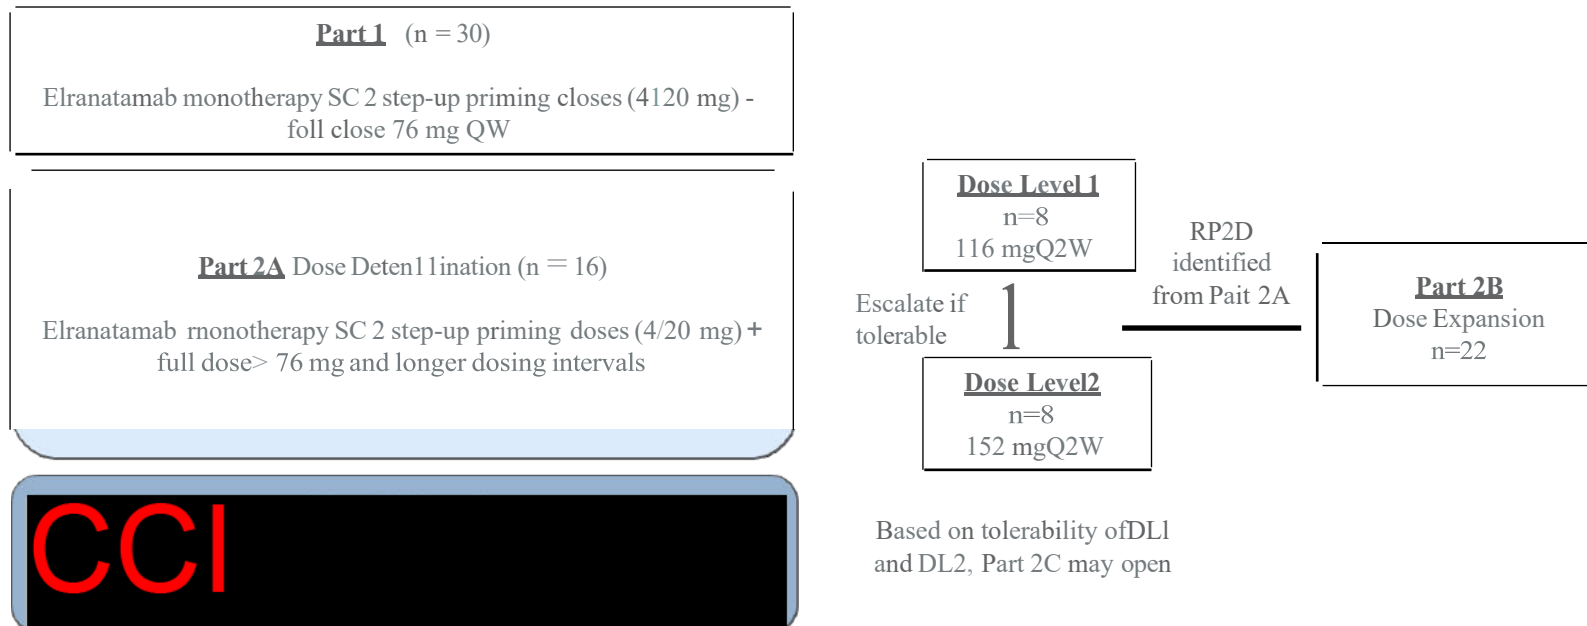 Part 1 (n = 30)
Elranatamab monotherapy SC 2 step-up priming closes (4120 mg) -
foll close 76 mg QW
Part 2A Dose Deten11ination (n = 16)
Elranatamab rnonotherapy SC 2 step-up priming doses (4/20 mg) +
full dose> 76 mg and longer dosing intervals
CCI
Dose Level 1
n=8
116 mgQ2W
Escalate if
tolerable
1
Dose Level2
n=8
152 mgQ2W
RP2D
identified
from Pait 2A
Part 2B
Dose Expansion
n=22
Based on tolerability ofDLl
and DL2, Part 2C may open